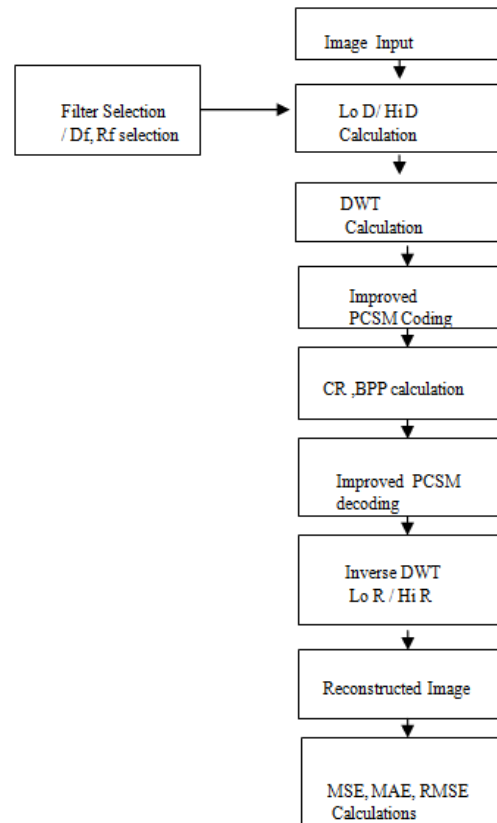 Image Input
Filter Selection
/ Df, Rf selection
Lo D/ Hi D
Calculation
DWT
Calculation
Improved
PCSM Coding
CR ,BPP calculation
Improved PCSM
decoding
Inverse DWT
Lo R / Hi R
Reconstructed Image
MSE, MAE, RMSE
Calculations